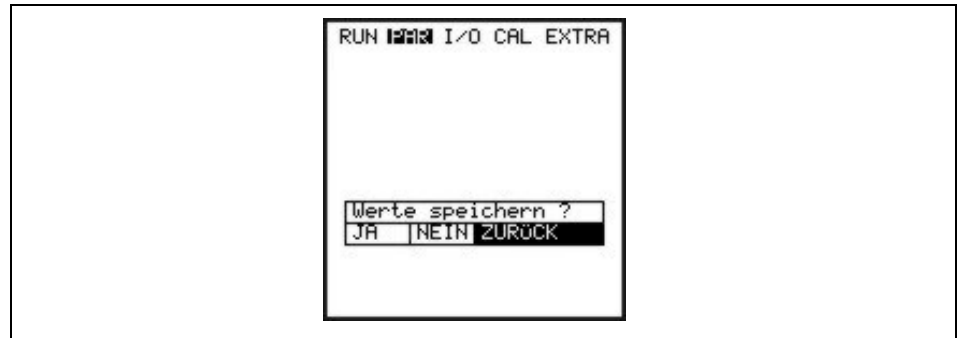 RUN PAR I/O CAL EXTRA
Werte speichern ?
JA NEIN ZURÜCK